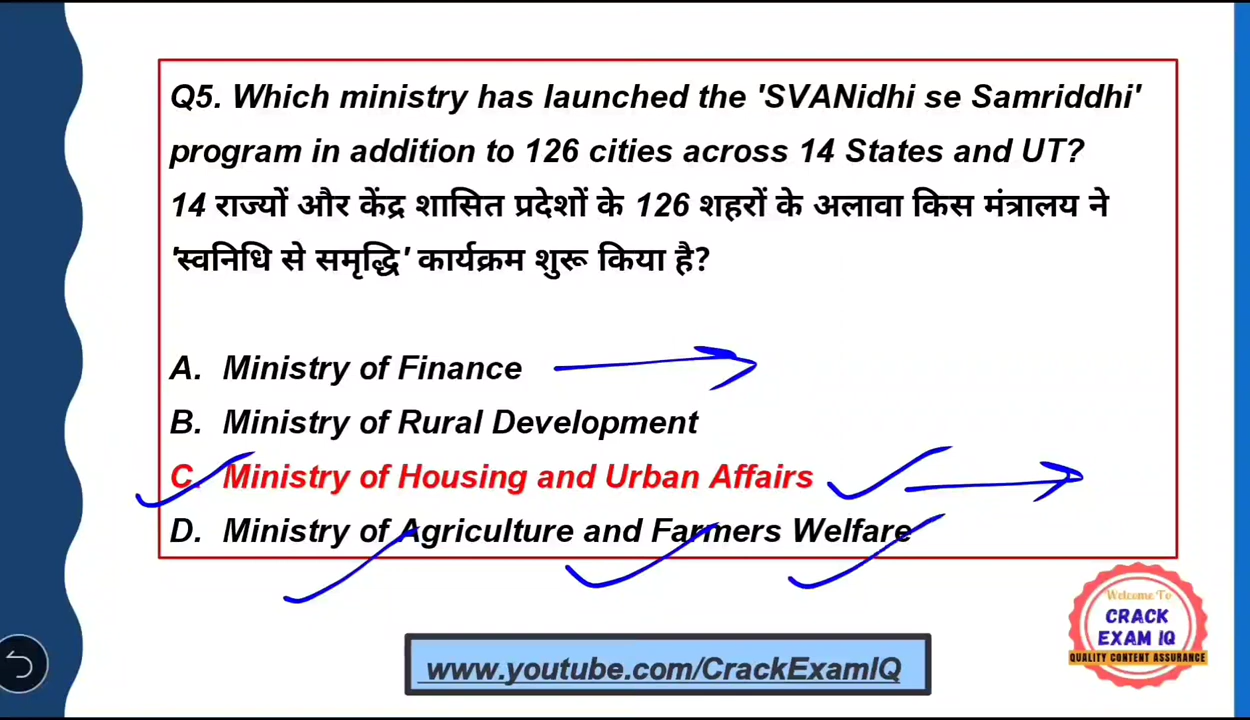 Q5. Which ministry has launched the 'SVANidhi se Samriddhi'
program in addition to 126 cities across 14 States and UT?
14 राज्यों और केंद्र शासित प्रदेशों के 126 शहरों के अलावा किस मंत्रालय ने
'स्वनिधि से समृद्धि' कार्यक्रम शुरू किया है?
A. Ministry of Finance
B. Ministry of Rural Development
C. Ministry of Housing and Urban Affairs
D. Ministry of Agriculture and Farmers Welfare
Welcome To
CRACK
EXAM IQ
QUALITY CONTENT ASSURANCE
www.youtube.com/CrackExamIQ